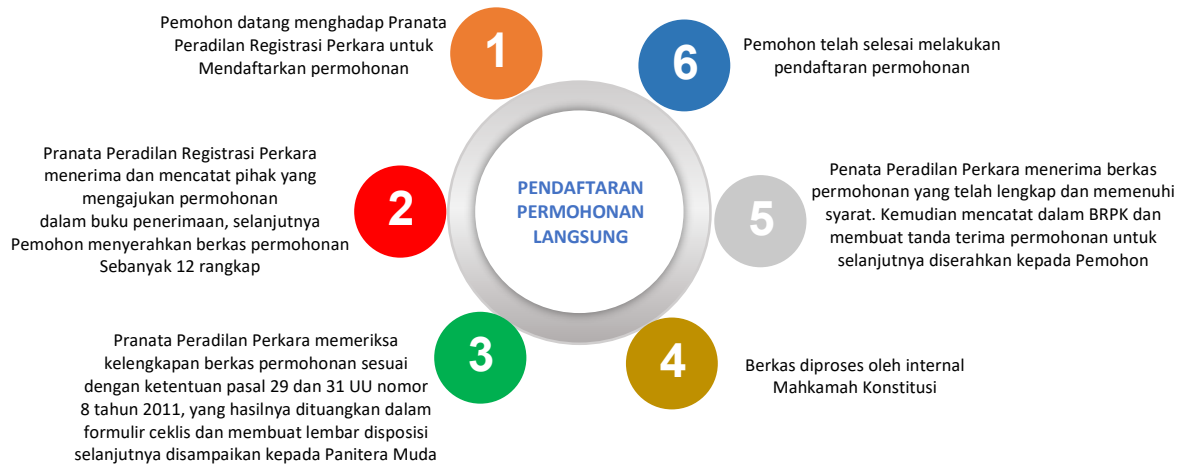 1
Pemohon datang menghadap Pranata
Peradilan Registrasi Perkara untuk
Mendaftarkan permohonan
2
Pranata Peradilan Registrasi Perkara
menerima dan mencatat pihak yang
mengajukan permohonan
dalam buku penerimaan, selanjutnya
Pemohon menyerahkan berkas permohonan
Sebanyak 12 rangkap
3
Pranata Peradilan Perkara memeriksa
kelengkapan berkas permohonan sesuai
dengan ketentuan pasal 29 dan 31 UU nomor
8 tahun 2011, yang hasilnya dituangkan dalam
formulir ceklis dan membuat lembar disposisi
selanjutnya disampaikan kepada Panitera Muda
PENDAFTARAN
PERMOHONAN
LANGSUNG
4
Berkas diproses oleh internal
Mahkamah Konstitusi
5
Penata Peradilan Perkara menerima berkas
permohonan yang telah lengkap dan memenuhi
syarat. Kemudian mencatat dalam BRPK dan
membuat tanda terima permohonan untuk
selanjutnya diserahkan kepada Pemohon
6
Pemohon telah selesai melakukan
pendaftaran permohonan